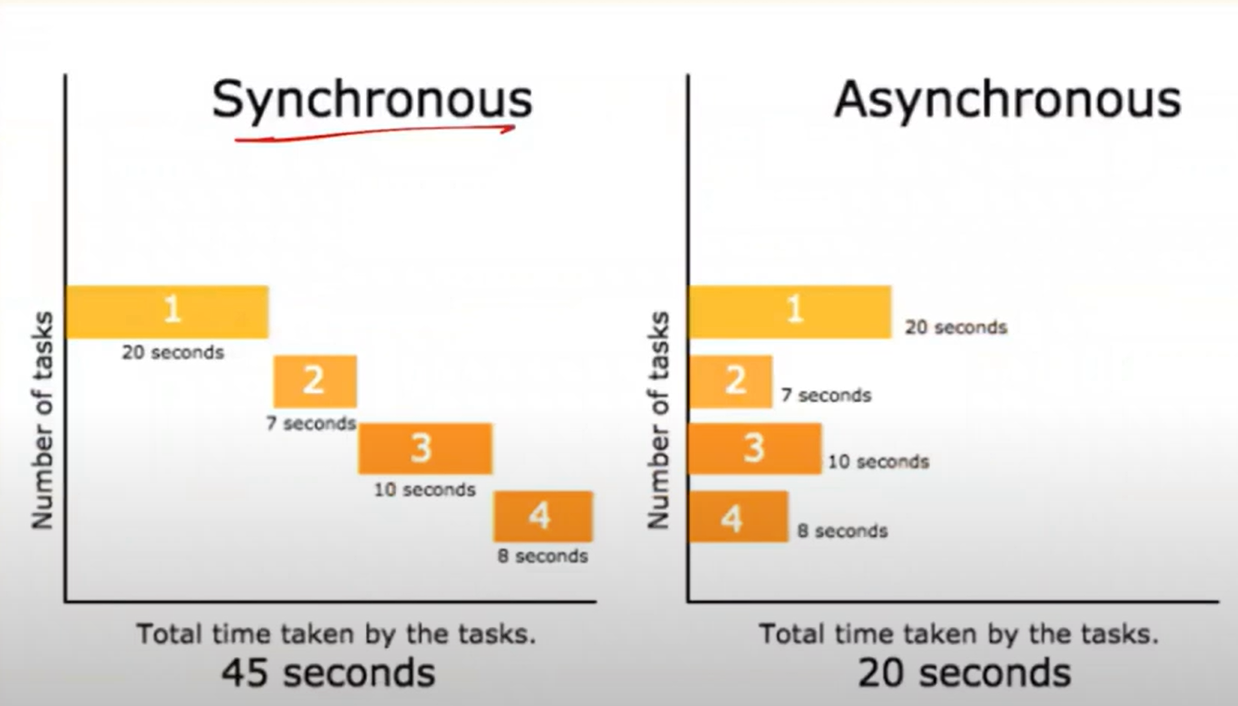 Synchronous
Number of tasks
1
20 seconds
2
7 seconds
3
10 seconds
4
8 seconds
Total time taken by the tasks.
45 seconds
Asynchronous
Number of tasks
1
20 seconds
2
7 seconds
3
10 seconds
4
8 seconds
Total time taken by the tasks.
20 seconds